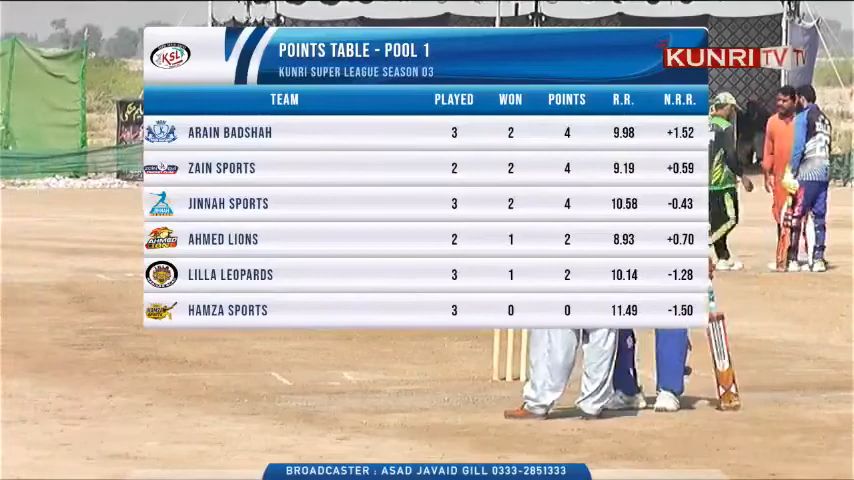 POINTS TABLE - POOL 1
KUNRI SUPER LEAGUE SEASON 03
KSL
KUNRI TV TV
TEAM PLAYED WON POINTS R.R. N.R.R.
ARAIN BADSHAH 3 2 4 9.98 +1.52
ZAIN SPORTS 2 2 4 9.19 +0.59
JINNAH SPORTS 3 2 4 10.58 -0.43
AHMED LIONS 2 1 2 8.93 +0.70
LILLA LEOPARDS 3 1 2 10.14 -1.28
HAMZA SPORTS 3 0 0 11.49 -1.50
BROADCASTER : ASAD JAVAID GILL 0333-2851333